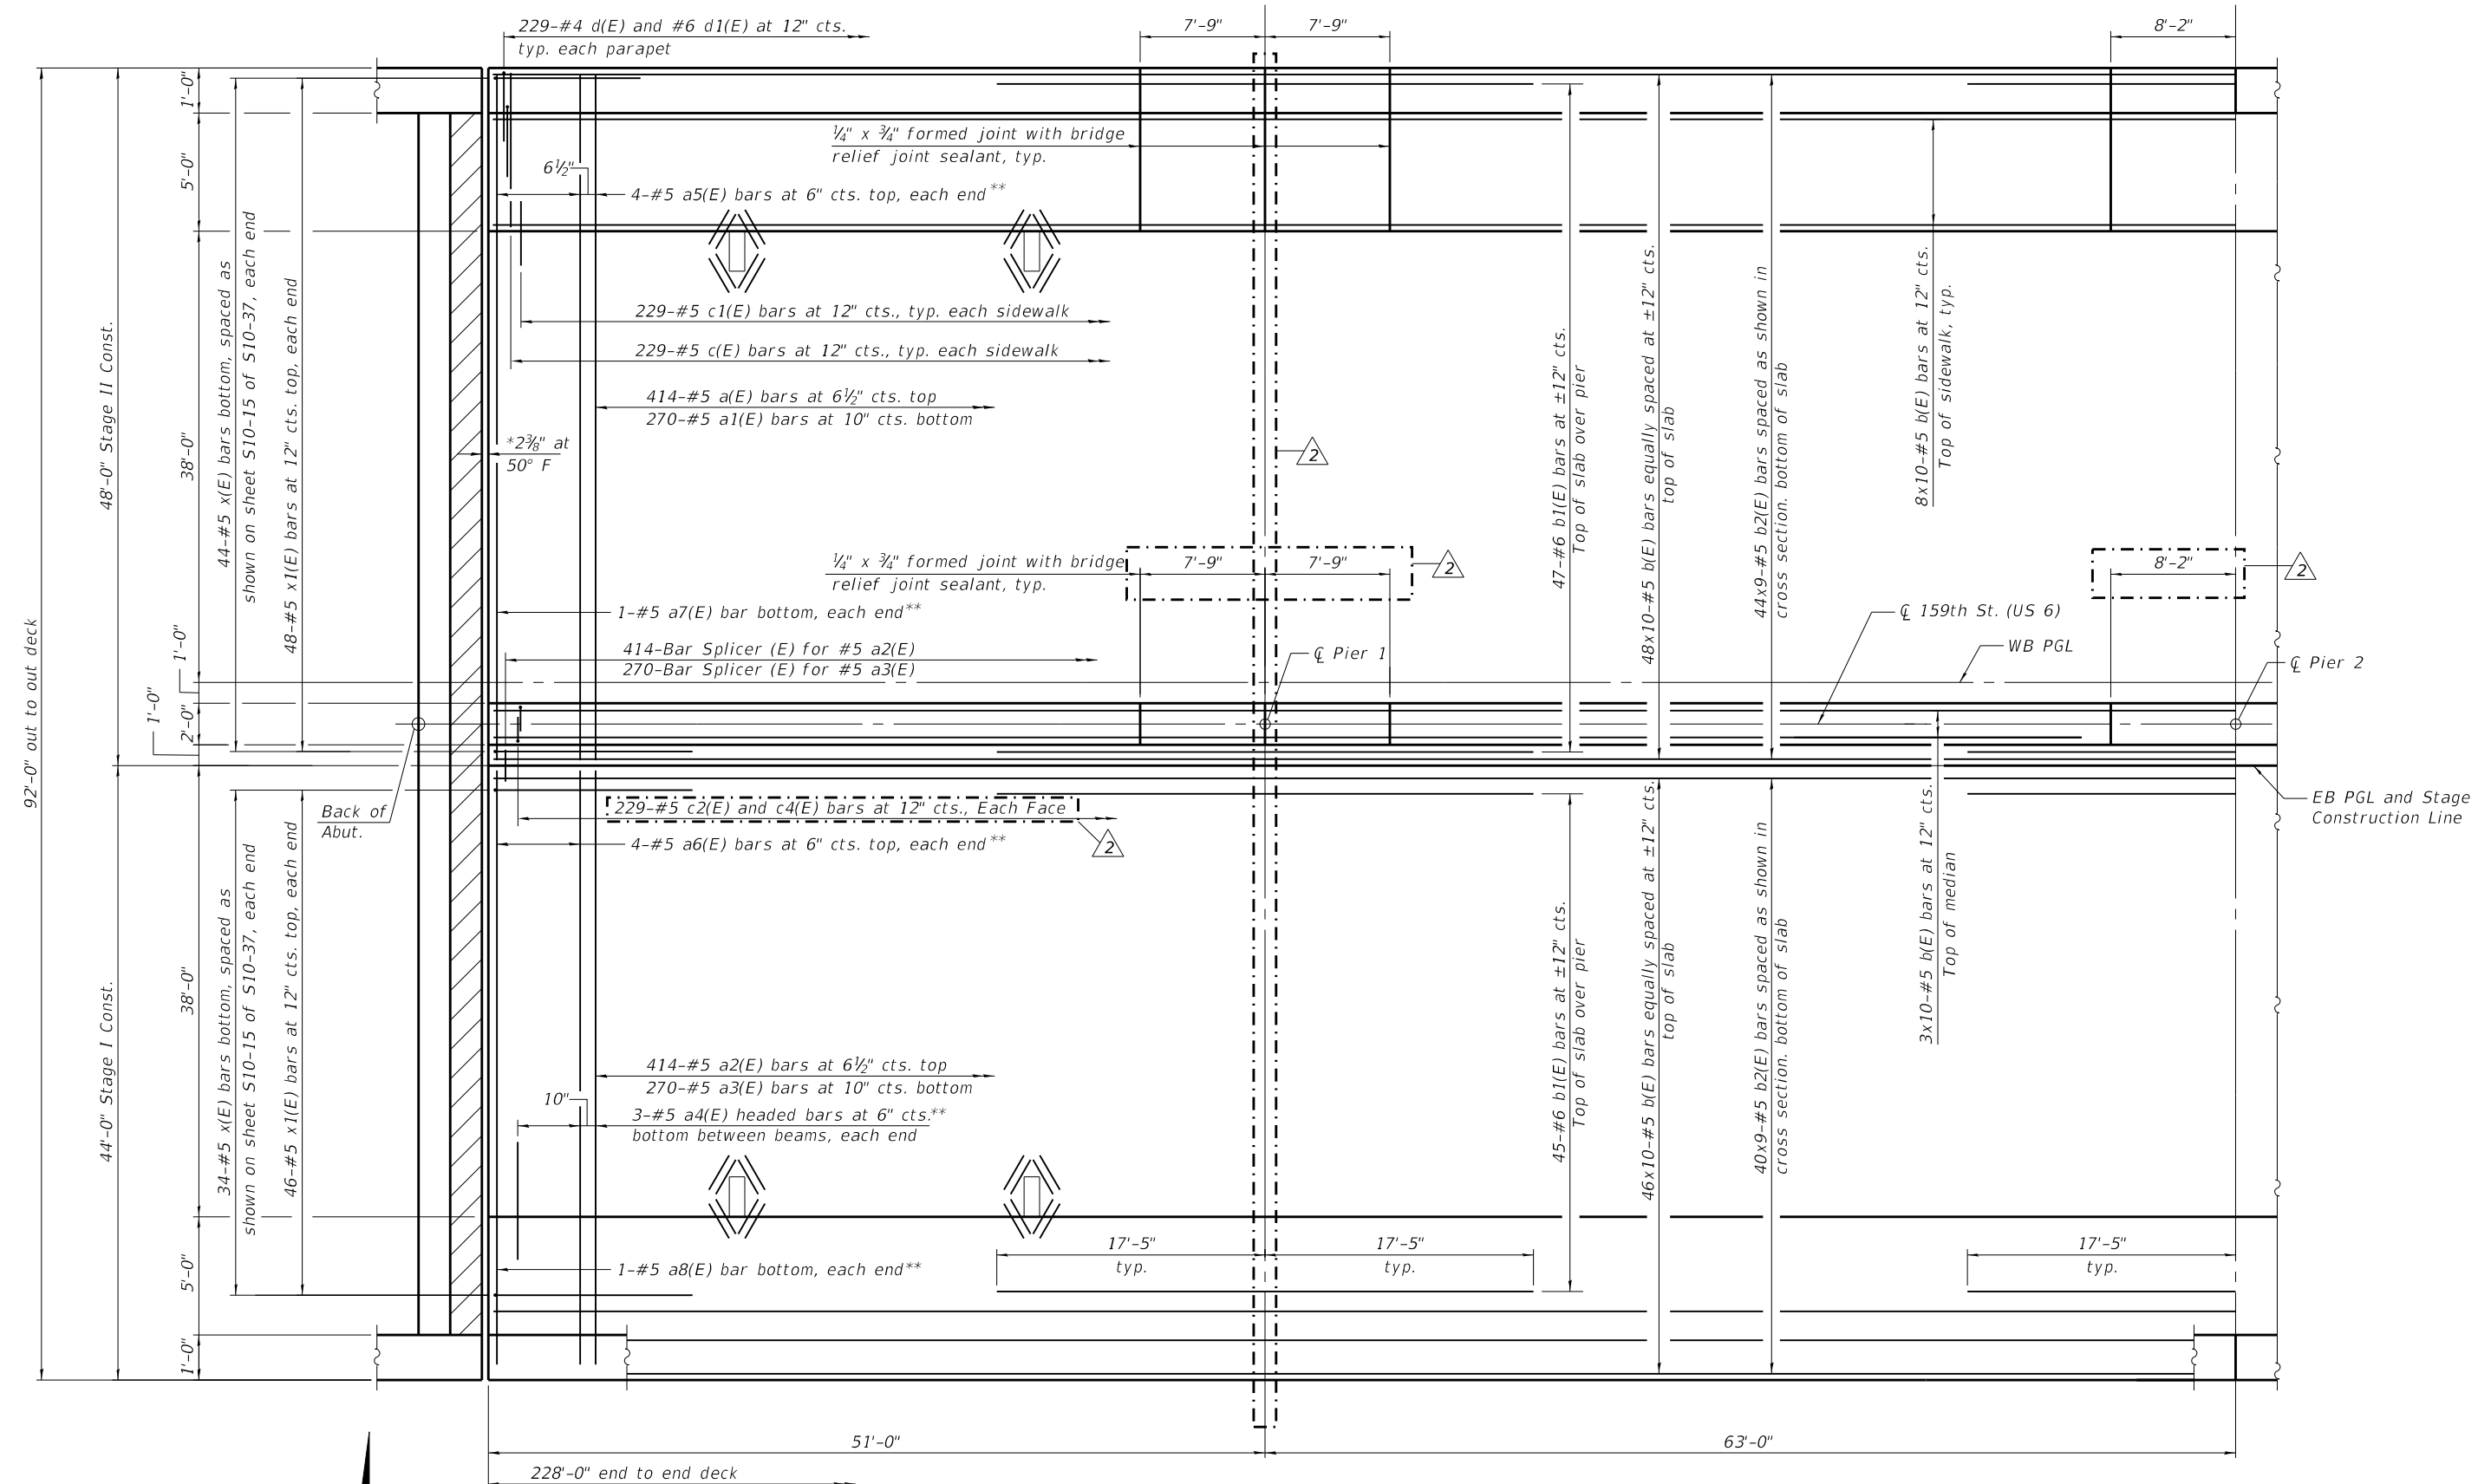 229-#4 d(E) and #6 d1(E) at 12" cts.
typ. each parapet
7'-9"
7'-9"
8'-2"
1'-0"
5'-0"
38'-0"
1'-0"
1'-0"
2'-0"
38'-0"
5'-0"
1'-0"
92'-0" out to out deck
48'-0" Stage II Const.
44'-0" Stage I Const.
44-#5 x(E) bars bottom, spaced as
shown on sheet S10-15 of S10-37, each end
48-#5 x1(E) bars at 12" cts. top, each end
34-#5 x(E) bars bottom, spaced as
shown on sheet S10-15 of S10-37, each end
46-#5 x1(E) bars at 12" cts. top, each end
¼" x ¾" formed joint with bridge
relief joint sealant, typ.
6½"
4-#5 a5(E) bars at 6" cts. top, each end**
229-#5 c1(E) bars at 12" cts., typ. each sidewalk
229-#5 c(E) bars at 12" cts., typ. each sidewalk
414-#5 a(E) bars at 6½" cts. top
270-#5 a1(E) bars at 10" cts. bottom
*2⅜" at
50° F
2
¼" x ¾" formed joint with bridge
relief joint sealant, typ.
7'-9"
7'-9"
2
8'-2"
2
1-#5 a7(E) bar bottom, each end**
414-Bar Splicer (E) for #5 a2(E)
270-Bar Splicer (E) for #5 a3(E)
℄ Pier 1
℄ 159th St. (US 6)
WB PGL
℄ Pier 2
47-#6 b1(E) bars at ±12" cts.
Top of slab over pier
48x10-#5 b(E) bars equally spaced at ±12" cts.
top of slab
44x9-#5 b2(E) bars spaced as shown in
cross section. bottom of slab
8x10-#5 b(E) bars at 12" cts.
Top of sidewalk, typ.
Back of
Abut.
229-#5 c2(E) and c4(E) bars at 12" cts., Each Face
2
4-#5 a6(E) bars at 6" cts. top, each end**
EB PGL and Stage
Construction Line
45-#6 b1(E) bars at ±12" cts.
Top of slab over pier
46x10-#5 b(E) bars equally spaced at ±12" cts.
top of slab
40x9-#5 b2(E) bars spaced as shown in
cross section. bottom of slab
3x10-#5 b(E) bars at 12" cts.
Top of median
414-#5 a2(E) bars at 6½" cts. top
270-#5 a3(E) bars at 10" cts. bottom
10"
3-#5 a4(E) headed bars at 6" cts.**
bottom between beams, each end
1-#5 a8(E) bar bottom, each end**
17'-5"
typ.
17'-5"
typ.
17'-5"
typ.
51'-0"
63'-0"
228'-0" end to end deck